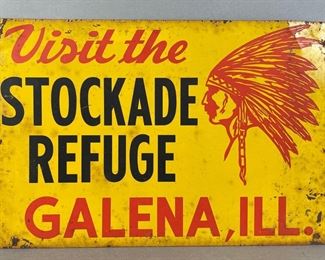 Visit the
STOCKADE
REFUGE
GALENA, ILL.